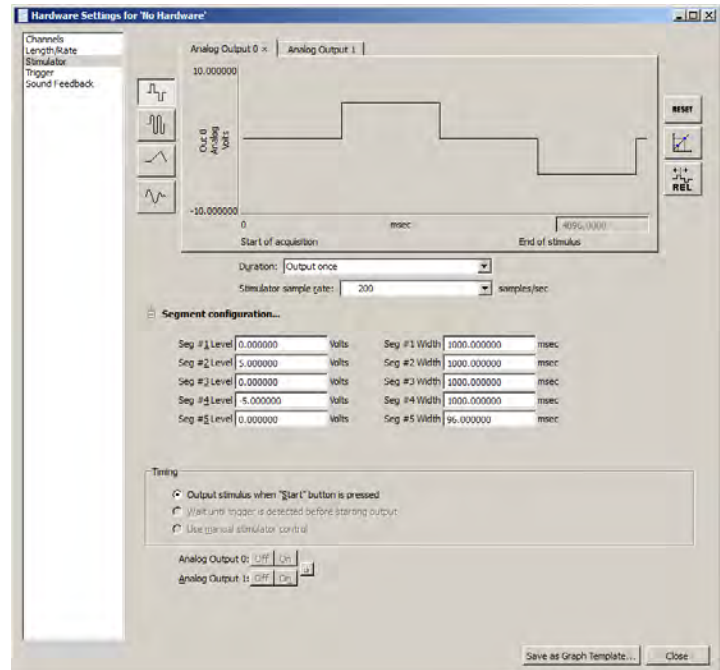 Hardware Settings for 'No Hardware'
Channels
Length/Rate
Stimulator
Trigger
Sound Feedback
Analog Output 0 ×
Analog Output 1
10.000000
Out 0
Analog
Volts
-10.000000
0
msec
4096.0000
Start of acquisition
End of stimulus
RESET
REL
Duration: Output once
Stimulator sample rate: 200 samples/sec
Segment configuration...
Seg #1 Level 0.000000 Volts Seg #1 Width 1000.000000 msec
Seg #2 Level 5.000000 Volts Seg #2 Width 1000.000000 msec
Seg #3 Level 0.000000 Volts Seg #3 Width 1000.000000 msec
Seg #4 Level -5.000000 Volts Seg #4 Width 1000.000000 msec
Seg #5 Level 0.000000 Volts Seg #5 Width 96.000000 msec
Timing
Output stimulus when "Start" button is pressed
Wait until trigger is detected before starting output
Use manual stimulator control
Analog Output 0: Off On
Analog Output 1: Off On
Save as Graph Template... Close